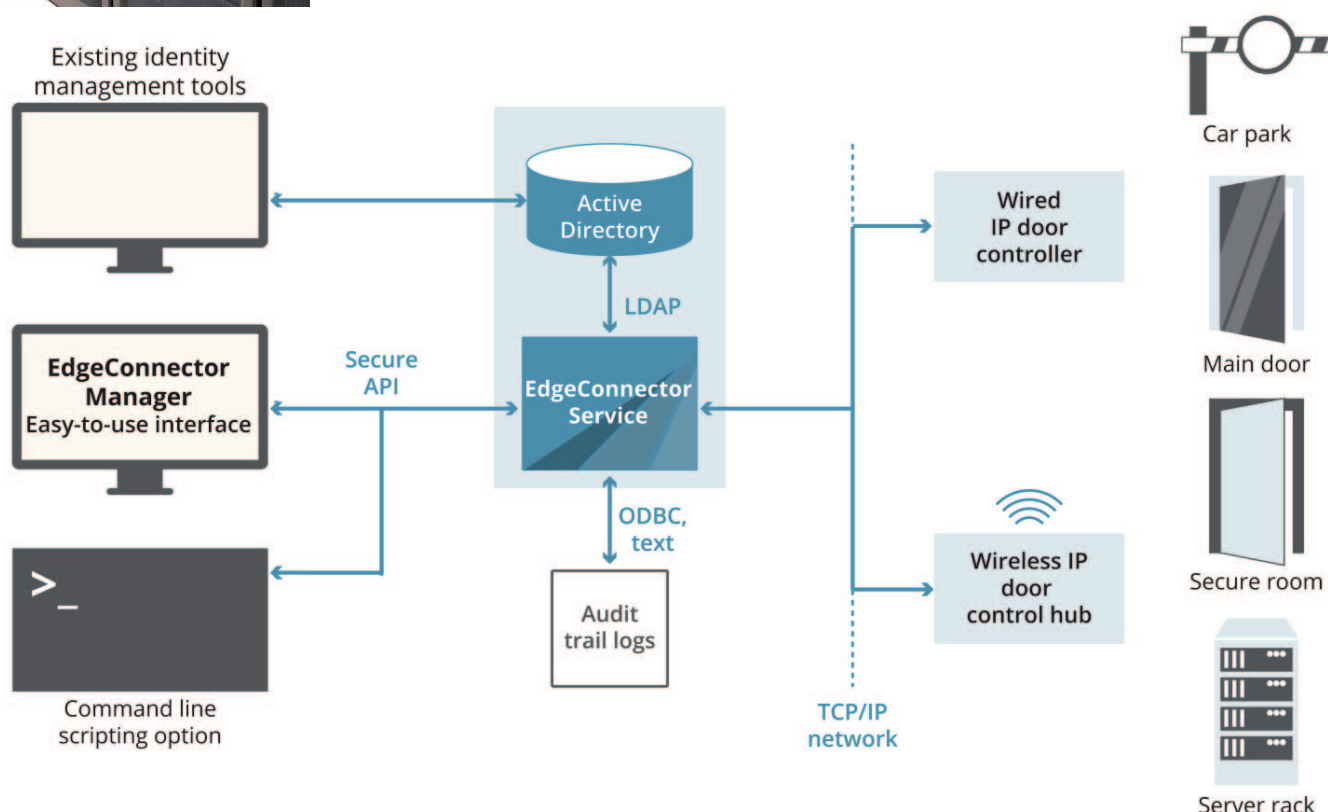 Existing identity
management tools
Active
Directory
LDAP
EdgeConnector
Manager
Easy-to-use interface
Secure
API
EdgeConnector
Service
ODBC,
text
Audit
trail logs
>_
Command line
scripting option
TCP/IP
network
Wired
IP door
controller
Wireless IP
door
control hub
Car park
Main door
Secure room
Server rack